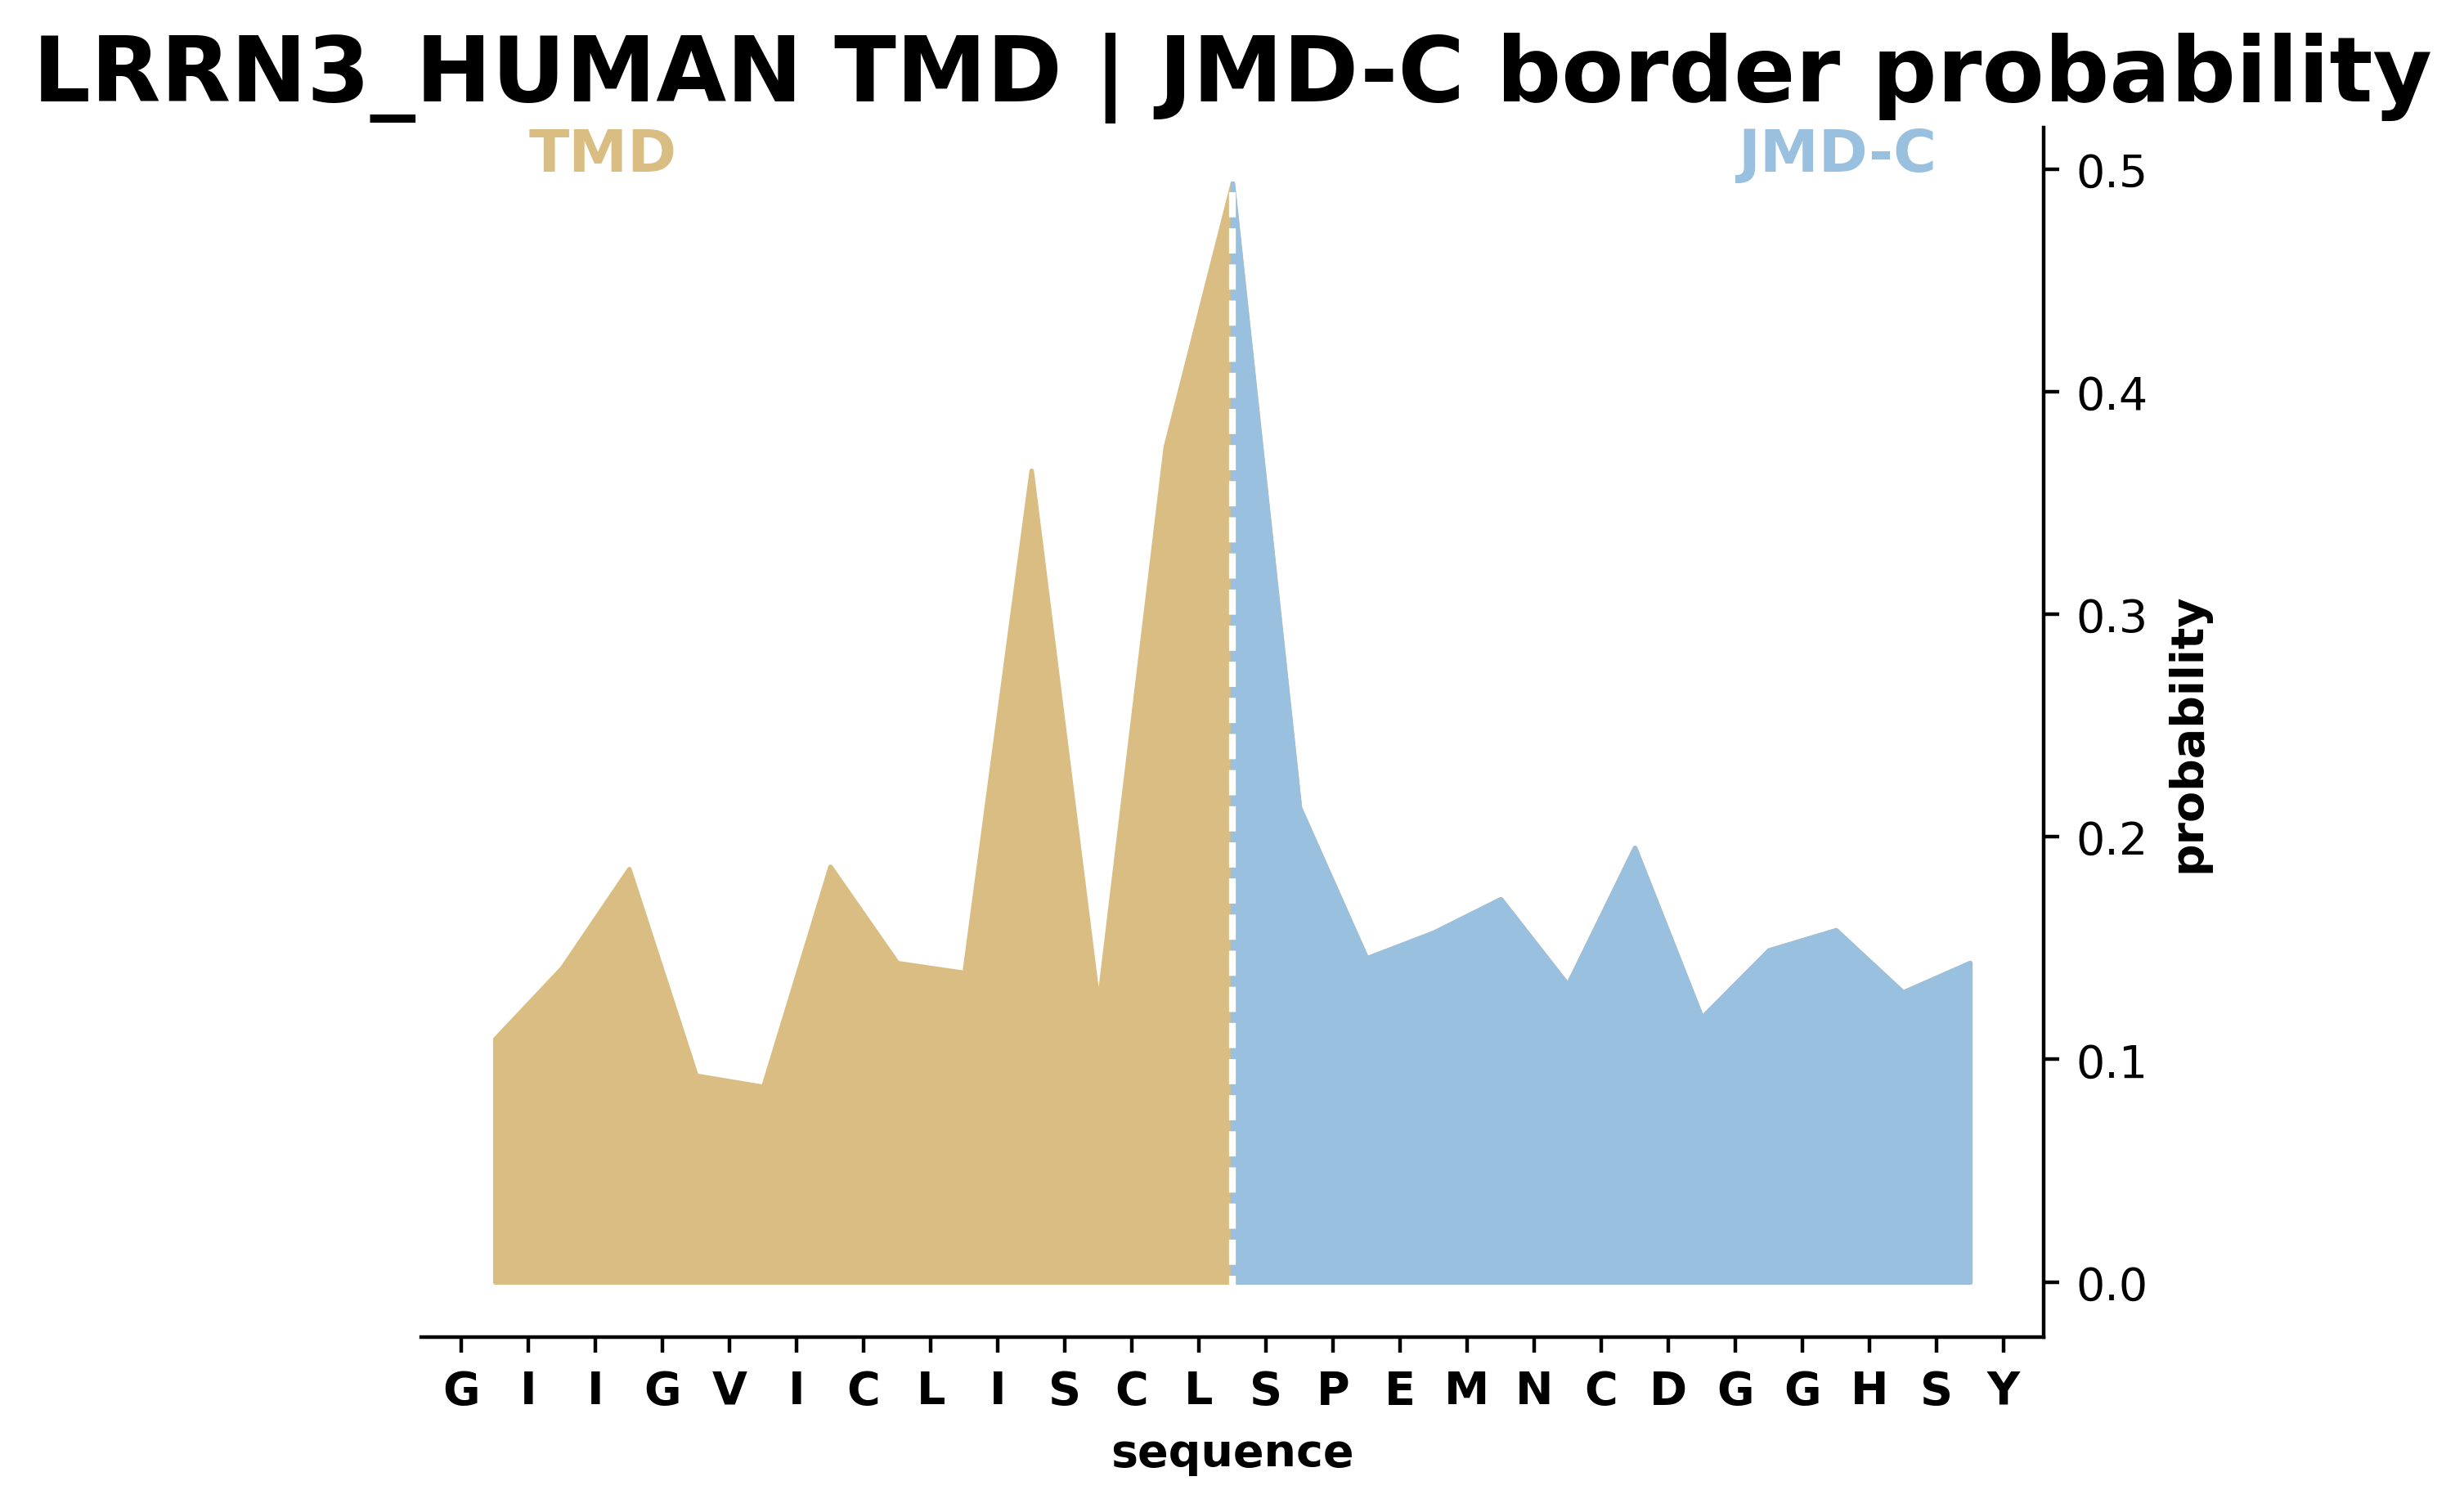 LRRN3_HUMAN TMD | JMD-C border probability
TMD JMD-C
0.5
0.4
0.3
0.2
0.1
0.0
probability
G I I G V I C L I S C L S P E M N C D G G H S Y
sequence